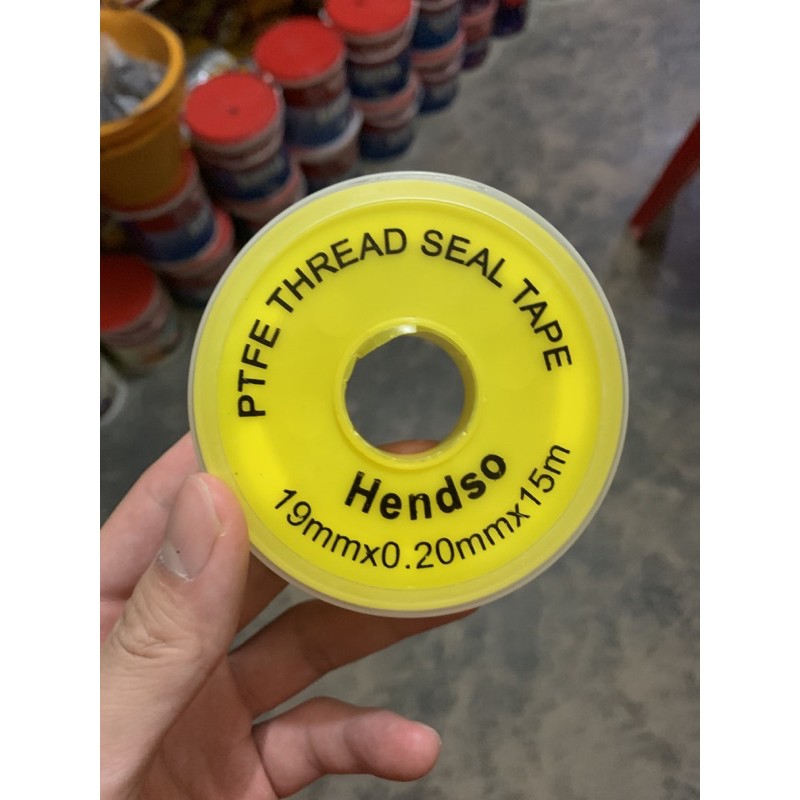 PTFE THREAD SEAL TAPE
Hendso
19mmx0.20mmx15m